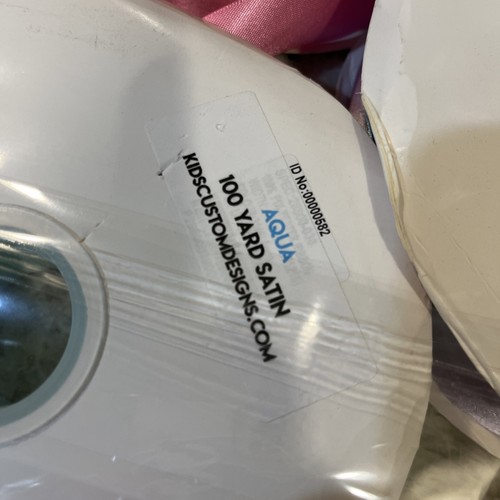 ID No:00000582
AQUA
100 YARD SATIN
KIDSCUSTOMDESIGNS.COM